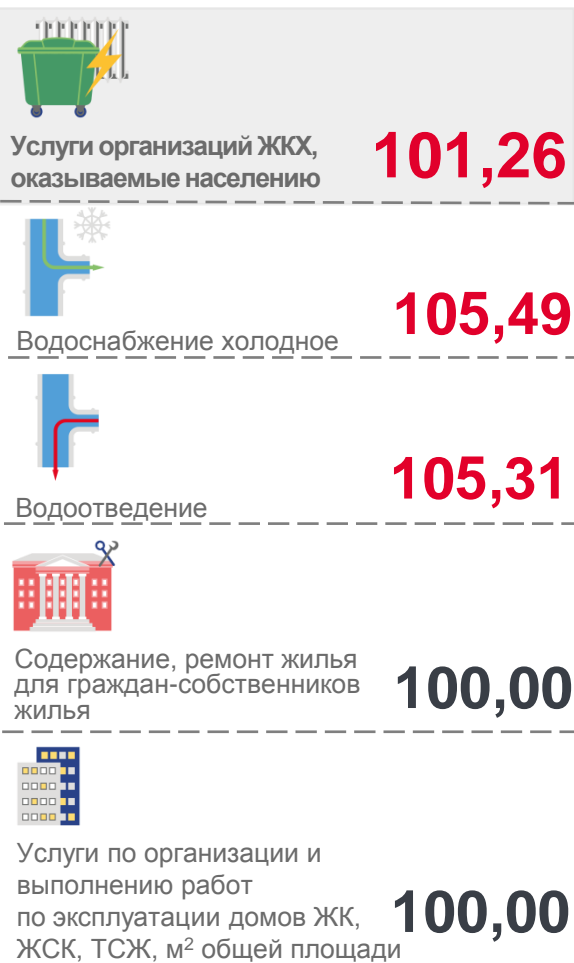 Услуги организаций ЖКХ,
оказываемые населению
101,26
Водоснабжение холодное
105,49
Водоотведение
105,31
Содержание, ремонт жилья
для граждан-собственников
жилья
100,00
Услуги по организации и
выполнению работ
по эксплуатации домов ЖК,
ЖСК, ТСЖ, м² общей площади
100,00